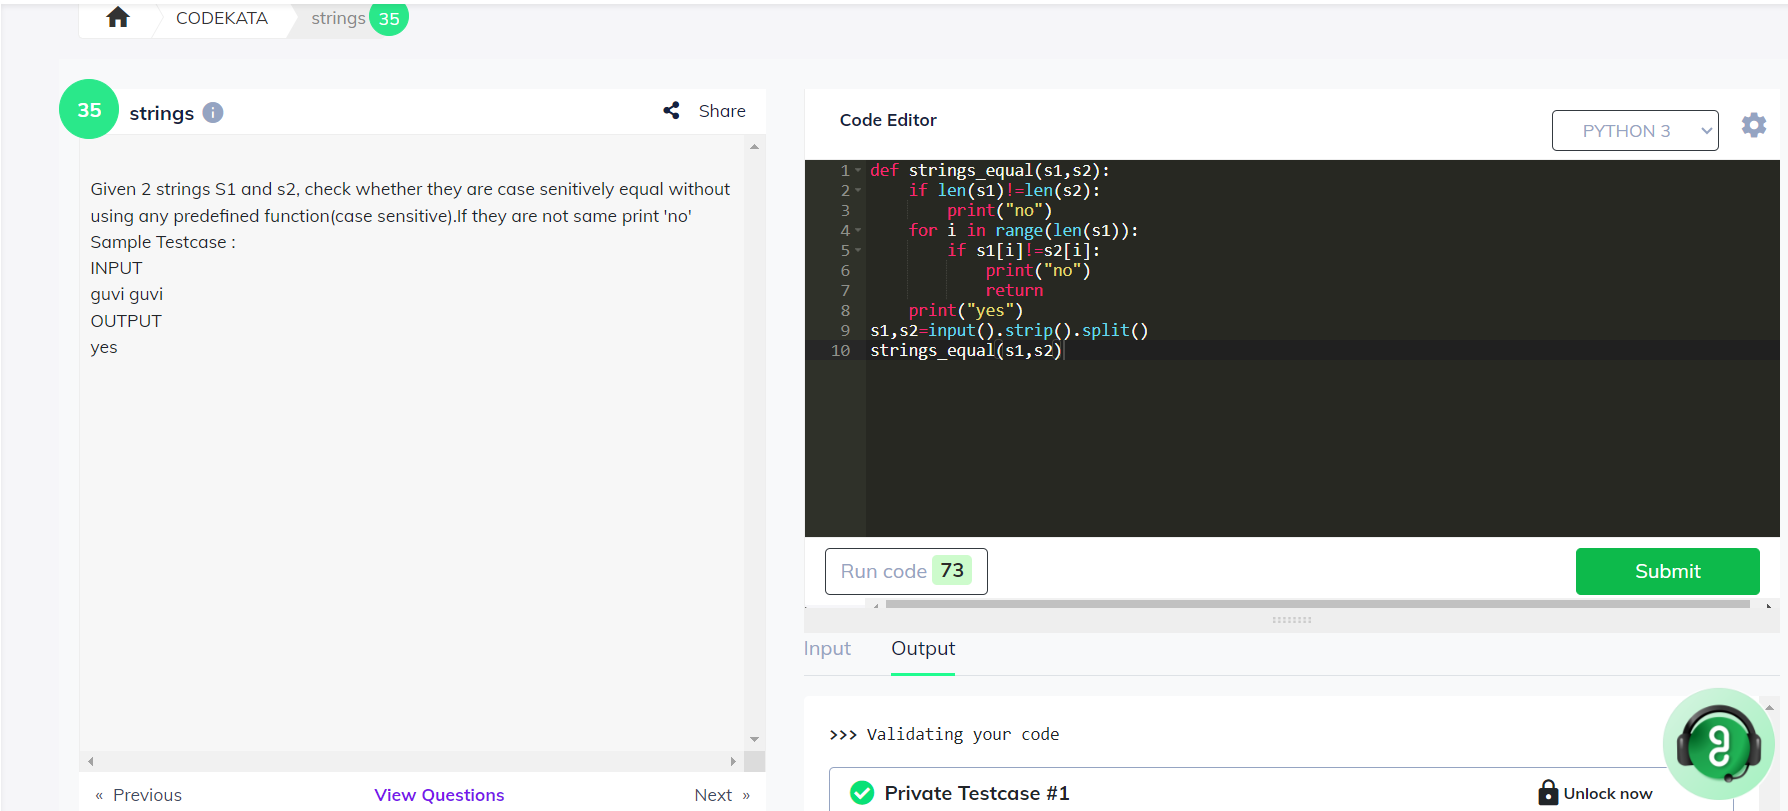 CODEKATA
strings 35
35 strings
Share
Given 2 strings S1 and s2, check whether they are case senitively equal without
using any predefined function(case sensitive).If they are not same print 'no'
Sample Testcase :
INPUT
guvi guvi
OUTPUT
yes
« Previous
View Questions
Next »
Code Editor
PYTHON 3
1 def strings_equal(s1,s2):
2     if len(s1)!=len(s2):
3         print("no")
4     for i in range(len(s1)):
5         if s1[i]!=s2[i]:
6             print("no")
7             return
8     print("yes")
9 s1,s2=input().strip().split()
10 strings_equal(s1,s2)
Run code 73
Submit
Input
Output
>>> Validating your code
Private Testcase #1
Unlock now